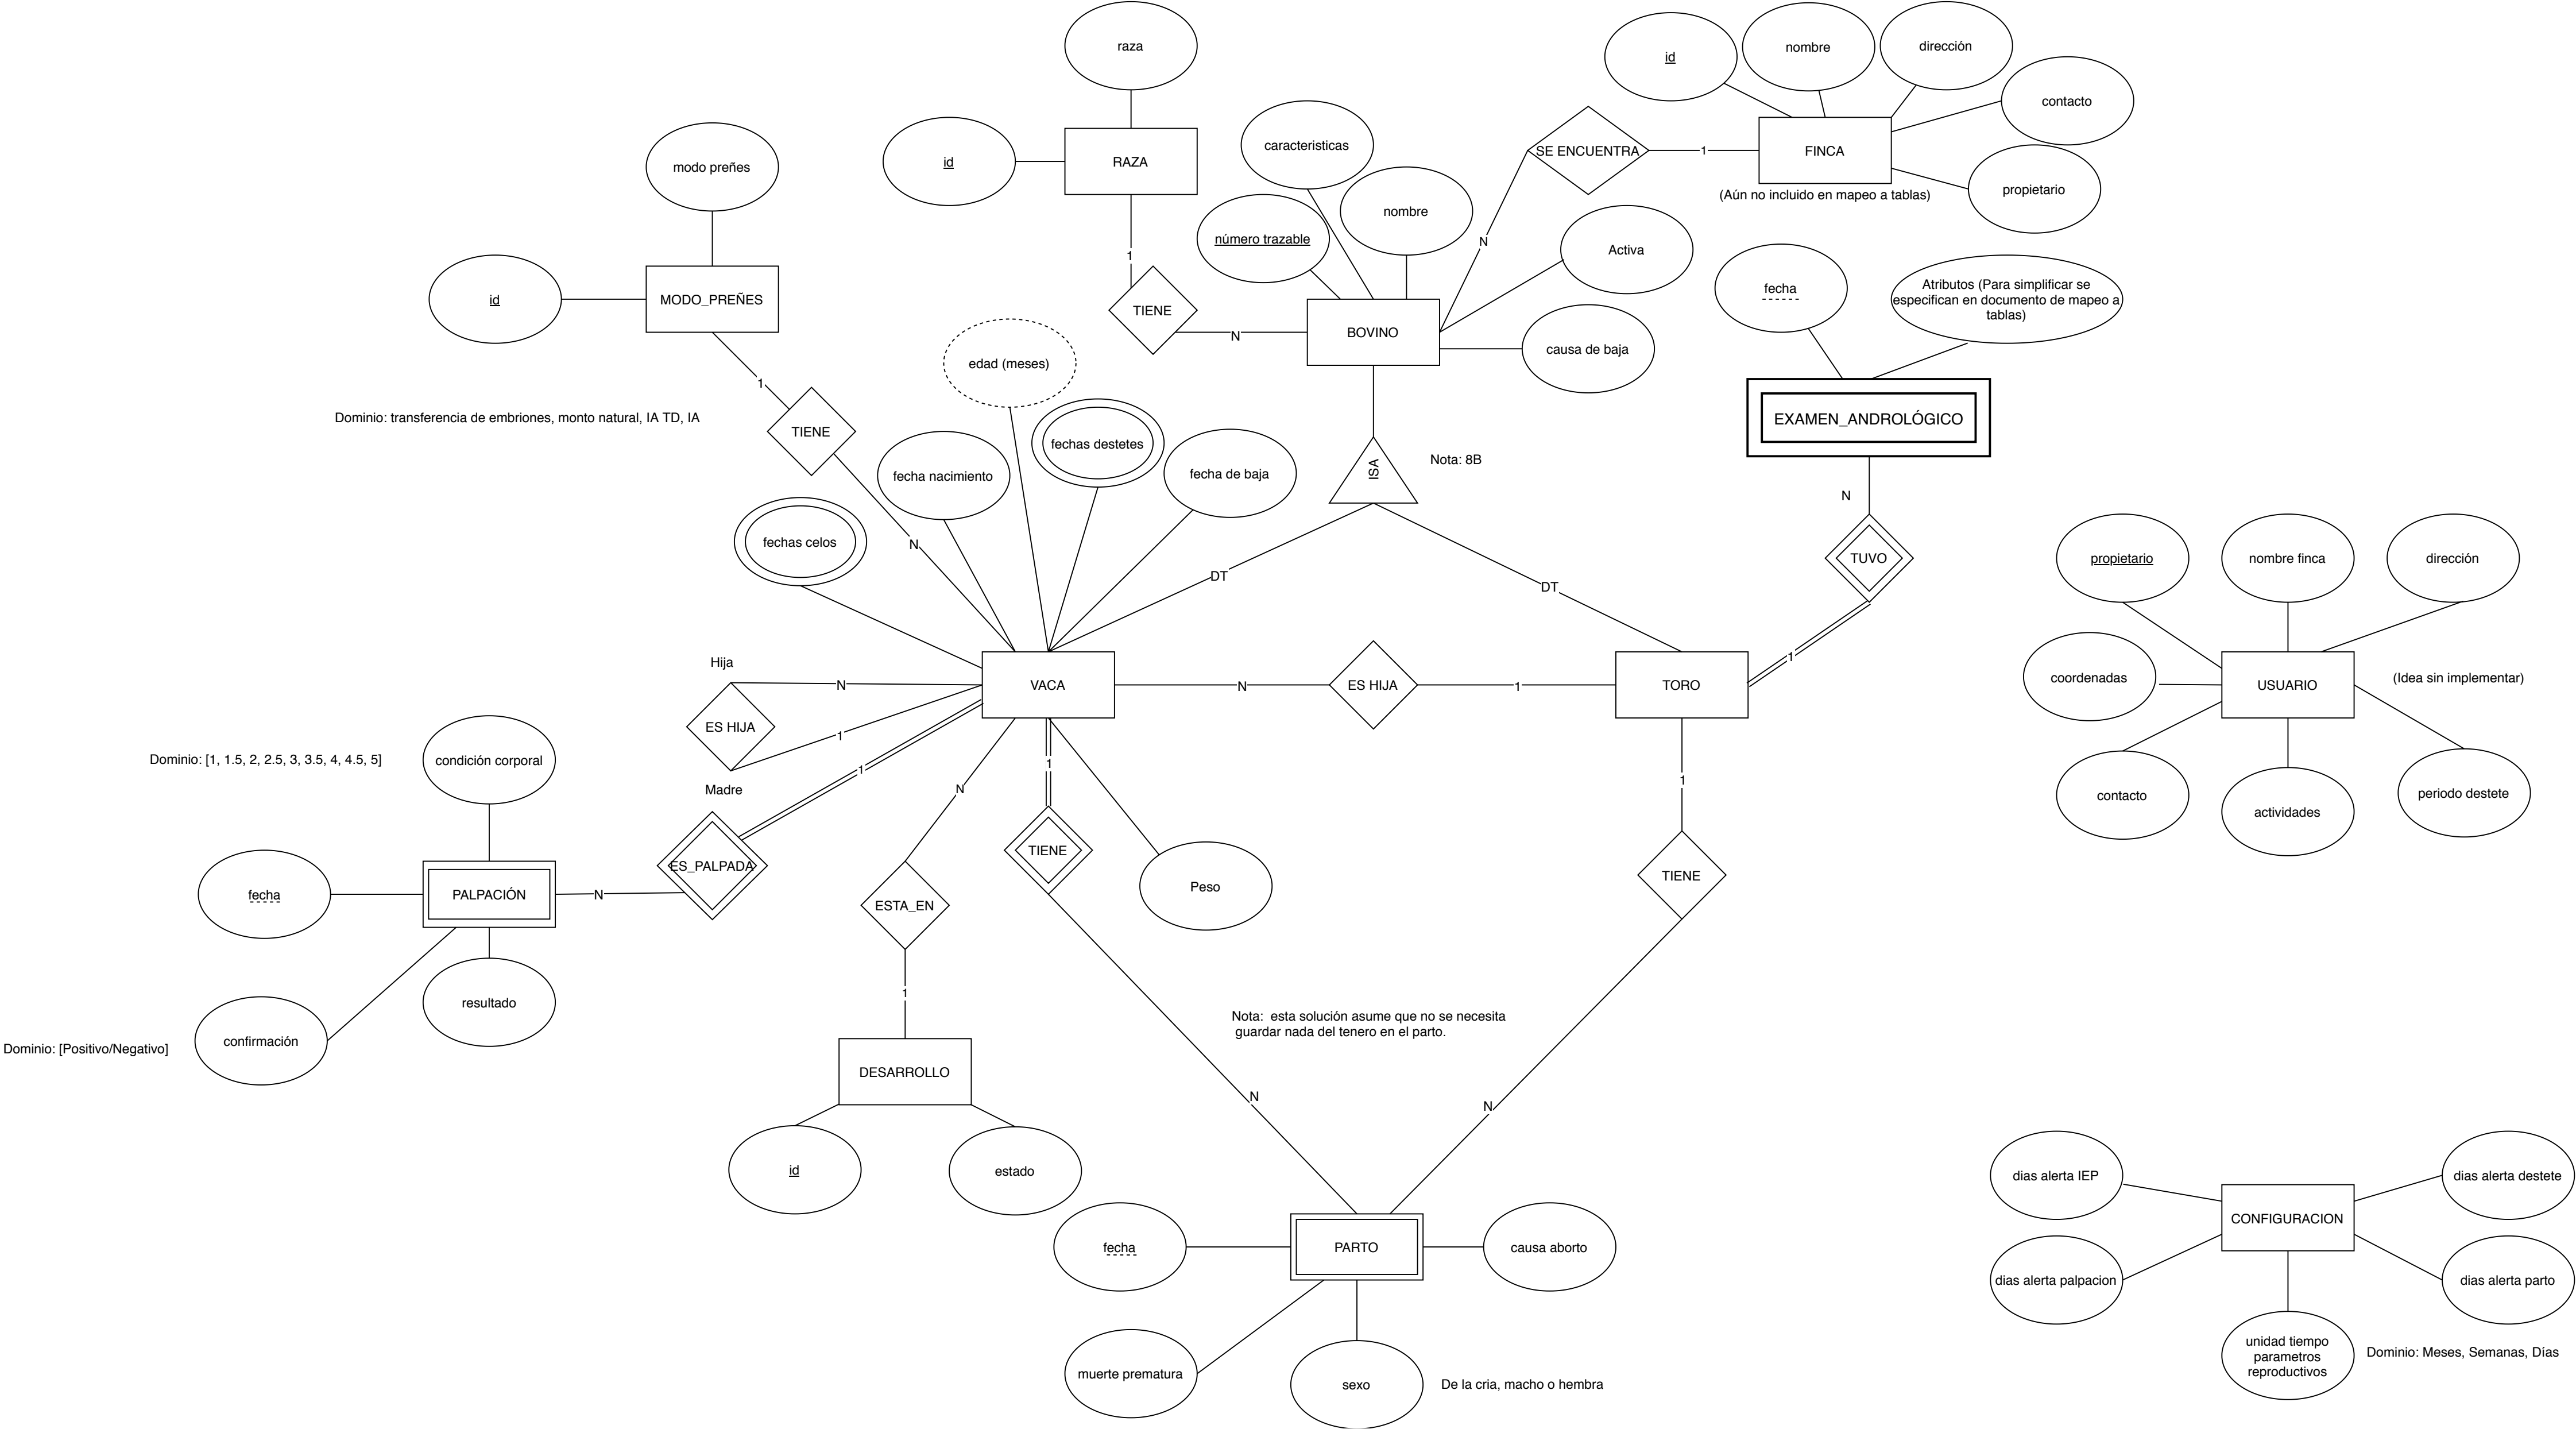 raza
id
nombre
dirección
contacto
propietario
RAZA
id
caracteristicas
SE ENCUENTRA
1
FINCA
(Aún no incluido en mapeo a tablas)
modo preñes
id
MODO_PREÑES
1
número trazable
nombre
N
Activa
fecha
Atributos (Para simplificar se
especifican en documento de mapeo a
tablas)
TIENE
N
BOVINO
causa de baja
edad (meses)
1
Dominio: transferencia de embriones, monto natural, IA TD, IA
TIENE
fechas destetes
fecha nacimiento
fecha de baja
ISA
Nota: 8B
EXAMEN_ANDROLÓGICO
N
fechas celos
N
DT
DT
TUVO
propietario
nombre finca
dirección
Hija
N
VACA
N
ES HIJA
1
TORO
1
coordenadas
USUARIO
(Idea sin implementar)
ES HIJA
1
Madre
1
N
1
1
contacto
actividades
periodo destete
Dominio: [1, 1.5, 2, 2.5, 3, 3.5, 4, 4.5, 5]
condición corporal
ES_PALPADA
TIENE
TIENE
fecha
PALPACIÓN
N
ESTA_EN
Peso
resultado
confirmación
Dominio: [Positivo/Negativo]
1
Nota:  esta solución asume que no se necesita
guardar nada del tenero en el parto.
DESARROLLO
N
N
id
estado
dias alerta IEP
dias alerta destete
CONFIGURACION
fecha
PARTO
causa aborto
dias alerta palpacion
dias alerta parto
muerte prematura
sexo
De la cria, macho o hembra
unidad tiempo
parametros
reproductivos
Dominio: Meses, Semanas, Días